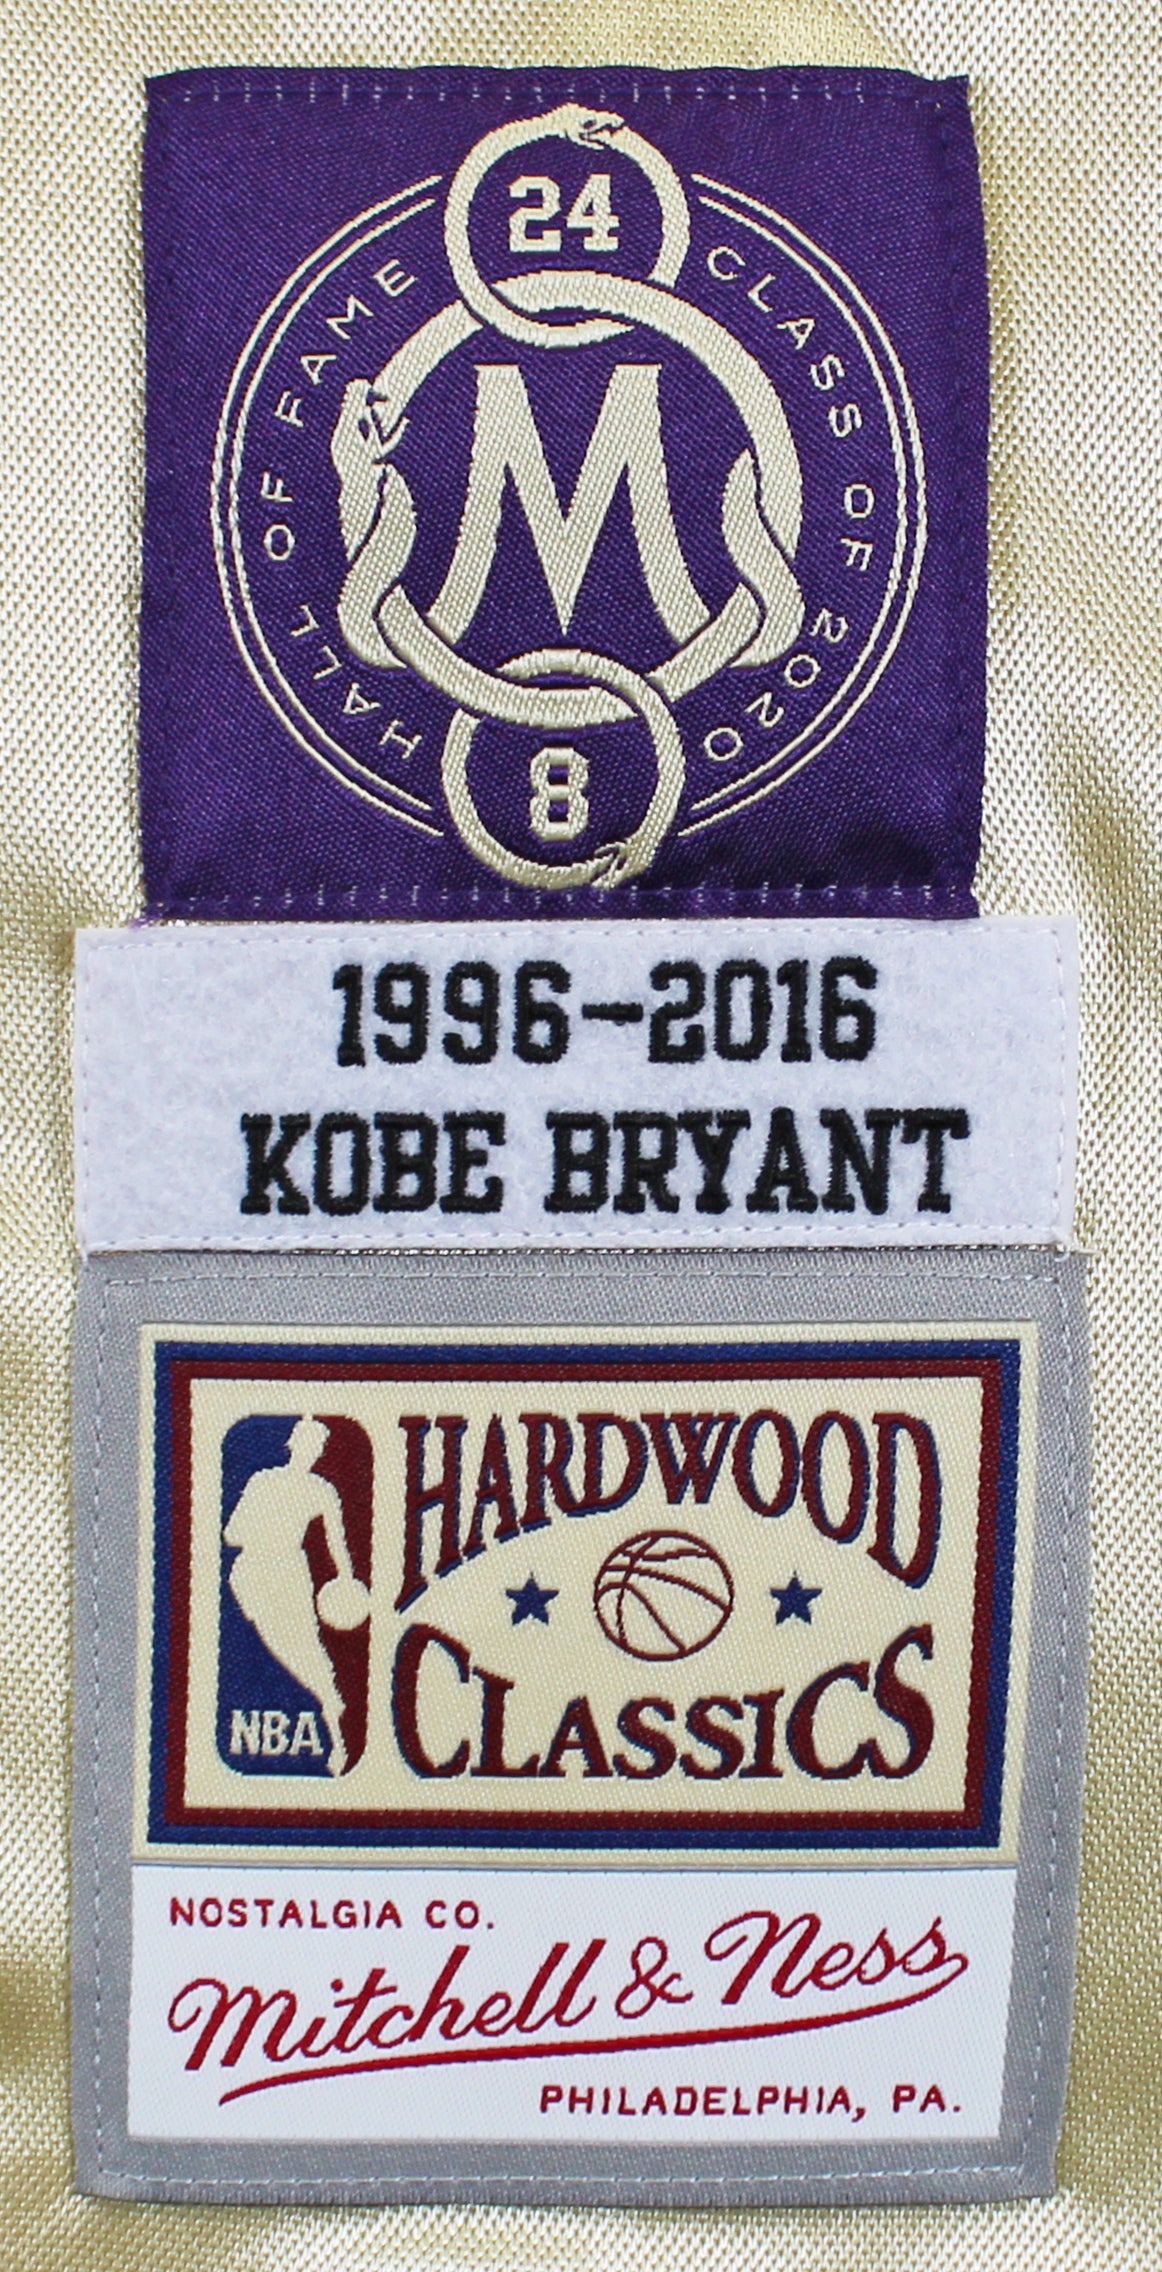 24
HALL OF FAME
CLASS OF 2020
M
8
1996-2016
KOBE BRYANT
HARDWOOD
CLASSICS
NBA
NOSTALGIA CO.
Mitchell & Ness
PHILADELPHIA, PA.